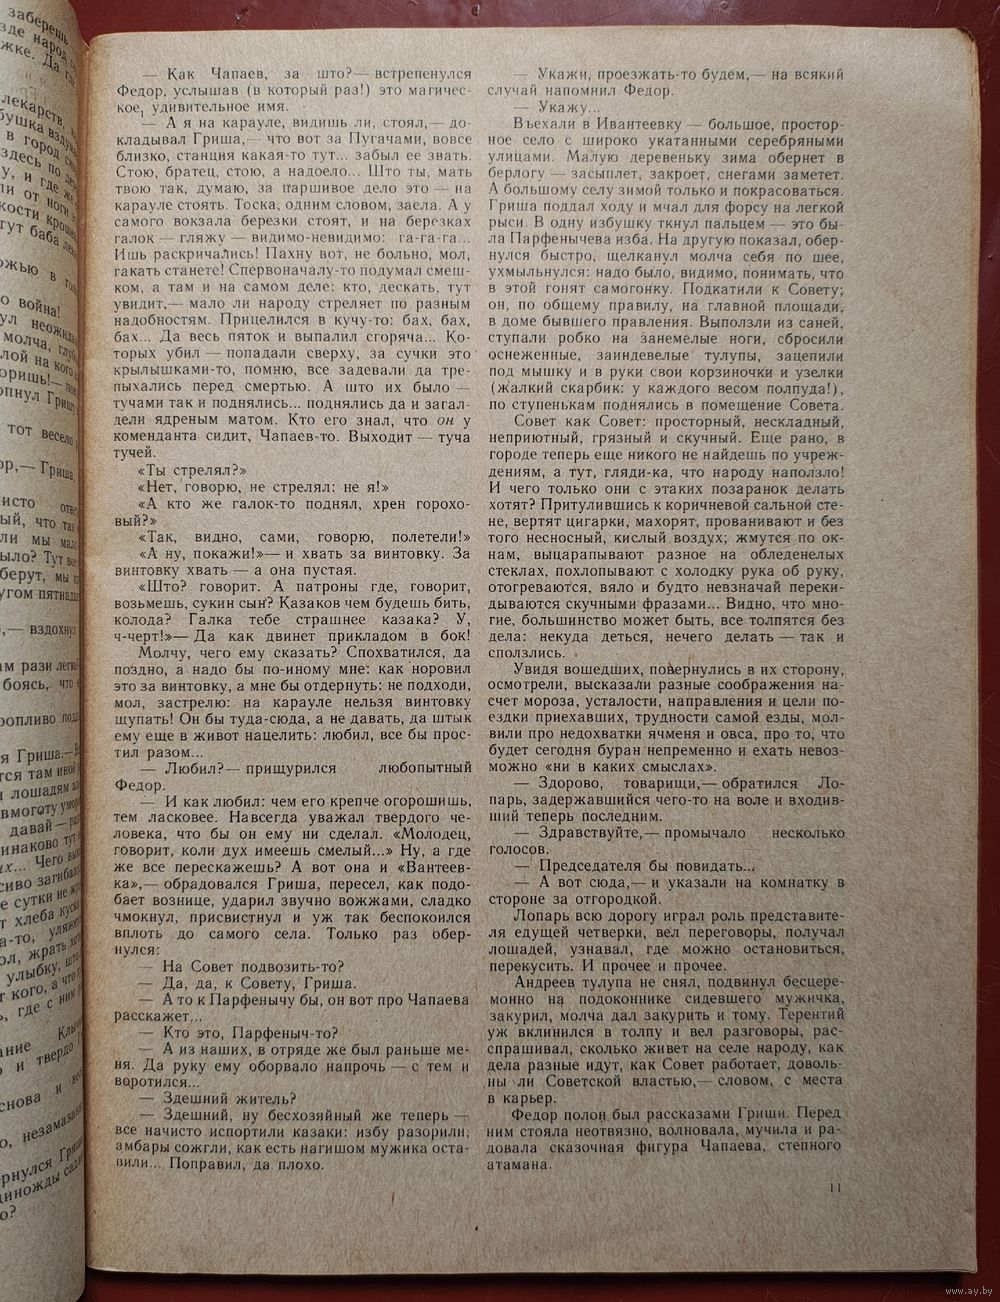 — Как Чапаев, за што?— встрепенулся
Федор, услышав (в который раз!) это магичес-
кое, удивительное имя.
— А я на карауле, видишь ли, стоял,— до-
кладывал Гриша,— что вот за Пугачами, вовсе
близко, станция какая-то тут... забыл ее звать.
Стою, братец, стою, а надоело... Што ты, мать
твою так, думаю, за паршивое дело это — на
карауле стоять. Тоска, одним словом, заела. А у
самого вокзала березки стоят, и на березках
галок — гляжу — видимо-невидимо: га-га-га...
Ишь раскричались! Пахну вот, не больно, мол,
гакать станете! Спервоначалу-то подумал смеш-
ком, а там и на самом деле: кто, дескать, тут
увидит,— мало ли народу стреляет по разным
надобностям. Прицелился в кучу-то: бах, бах,
бах... Да весь пяток и выпалил сгоряча... Ко-
торых убил — попадали сверху, за сучки это
крылышками-то, помню, все задевали да тре-
пыхались перед смертью. А што их было —
тучами так и поднялись... поднялись да и загал-
дели ядреным матом. Кто его знал, что он у
коменданта сидит, Чапаев-то. Выходит — туча
тучей.
«Ты стрелял?»
«Нет, говорю, не стрелял: не я!»
«А кто же галок-то поднял, хрен горохо-
вый?»
«Так, видно, сами, говорю, полетели!»
«А ну, покажи!»— и хвать за винтовку. За
винтовку хвать — а она пустая.
«Што? говорит. А патроны где, говорит,
возьмешь, сукин сын? Казаков чем будешь бить,
колода? Галка тебе страшнее казака? У,
ч-черт!»— Да как двинет прикладом в бок!
Молчу, чего ему сказать? Спохватился, да
поздно, а надо бы по-иному мне: как норовил
это за винтовку, а мне бы отдернуть: не подходи,
мол, застрелю: на карауле нельзя винтовку
щупать! Он бы туда-сюда, а не давать, да штык
ему еще в живот нацелить: любил, все бы прос-
тил разом...
— Любил?— прищурился любопытный
Федор.
— И как любил: чем его крепче огорошишь,
тем ласковее. Навсегда уважал твердого че-
ловека, что бы он ему ни сделал. «Молодец,
говорит, коли дух имеешь смелый...» Ну, а где
же все перескажешь? А вот она и «Вантеев-
ка»,— обрадовался Гриша, пересел, как подо-
бает вознице, ударил звучно вожжами, сладко
чмокнул, присвистнул и уж так беспокоился
вплоть до самого села. Только раз обер-
нулся:
— На Совет подвозить-то?
— Да, да, к Совету, Гриша.
— А то к Парфенычу бы, он вот про Чапаева
расскажет...
— Кто это, Парфеныч-то?
— А из наших, в отряде же был раньше ме-
ня. Да руку ему оборвало напрочь — с тем и
воротился...
— Здешний житель?
— Здешний, ну бесхозяйный же теперь —
все начисто испортили казаки: избу разорили,
амбары сожгли, как есть нагишом мужика оста-
вили... Поправил, да плохо.
— Укажи, проезжать-то будем,— на всякий
случай напомнил Федор.
— Укажу...
Въехали в Ивантеевку — большое, простор-
ное село с широко укатанными серебряными
улицами. Малую деревеньку зима обернет в
берлогу — засыплет, закроет, снегами заметет.
А большому селу зимой только и покрасоваться.
Гриша поддал ходу и мчал для форсу на легкой
рыси. В одну избушку ткнул пальцем — это бы-
ла Парфенычева изба. На другую показал, обер-
нулся быстро, щелканул молча себя по шее,
ухмыльнулся: надо было, видимо, понимать, что
в этой гонят самогонку. Подкатили к Совету;
он, по общему правилу, на главной площади,
в доме бывшего правления. Выползли из саней,
ступали робко на занемелые ноги, сбросили
оснеженные, заиндевелые тулупы, зацепили
под мышку и в руки свои корзиночки и узелки
(жалкий скарбик: у каждого весом полпуда!),
по ступенькам поднялись в помещение Совета.
Совет как Совет: просторный, нескладный,
неприютный, грязный и скучный. Еще рано, в
городе теперь еще никого не найдешь по учреж-
дениям, а тут, гляди-ка, что народу наползло!
И чего только они с этаких позаранок делать
хотят? Притулившись к коричневой сальной сте-
не, вертят цигарки, махорят, прованивают и без
того несносный, кислый воздух; жмутся по ок-
нам, выцарапывают разное на обледенелых
стеклах, похлопывают с холодку рука об руку,
отогреваются, вяло и будто невзначай переки-
дываются скучными фразами... Видно, что мно-
гие, большинство может быть, все толпятся без
дела: некуда деться, нечего делать — так и
сползлись.
Увидя вошедших, повернулись в их сторону,
осмотрели, высказали разные соображения на-
счет мороза, усталости, направления и цели по-
ездки приехавших, трудности самой езды, мол-
вили про недохватки ячменя и овса, про то, что
будет сегодня буран непременно и ехать невоз-
можно «ни в каких смыслах».
— Здорово, товарищи,— обратился Ло-
парь, задержавшийся чего-то на воле и входив-
ший теперь последним.
— Здравствуйте,— промычало несколько
голосов.
— Председателя бы повидать...
— А вот сюда,— и указали на комнатку в
стороне за отгородкой.
Лопарь всю дорогу играл роль представите-
ля едущей четверки, вел переговоры, получал
лошадей, узнавал, где можно остановиться,
перекусить. И прочее и прочее.
Андреев тулупа не снял, подвинул бесцере-
монно на подоконнике сидевшего мужичка,
закурил, молча дал закурить и тому. Терентий
уж вклинился в толпу и вел разговоры, рас-
спрашивал, сколько живет на селе народу, как
дела разные идут, как Совет работает, доволь-
ны ли Советской властью,— словом, с места
в карьер.
Федор полон был рассказами Гриши. Перед
ним стояла неотвязно, волновала, мучила и ра-
довала сказочная фигура Чапаева, степного
атамана.
11
www.ay.by